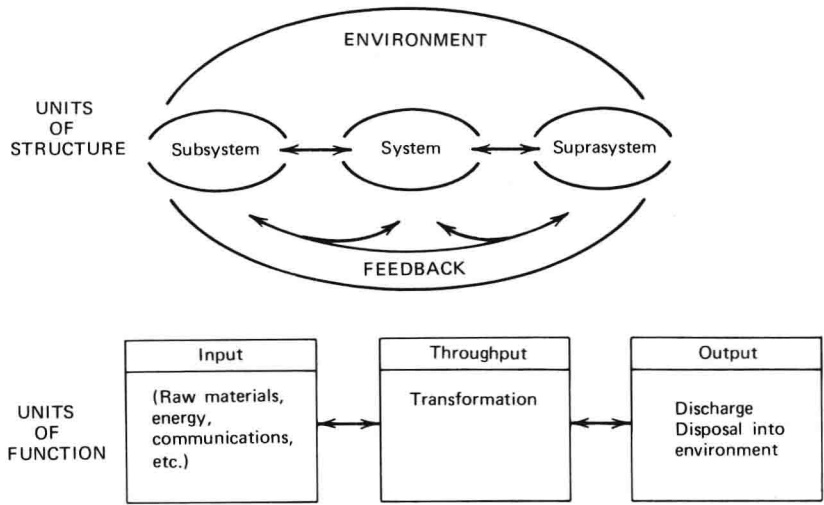 ENVIRONMENT
UNITS
OF
STRUCTURE
Subsystem
System
Suprasystem
FEEDBACK
UNITS
OF
FUNCTION
Input
(Raw materials,
energy,
communications,
etc.)
Throughput
Transformation
Output
Discharge
Disposal into
environment